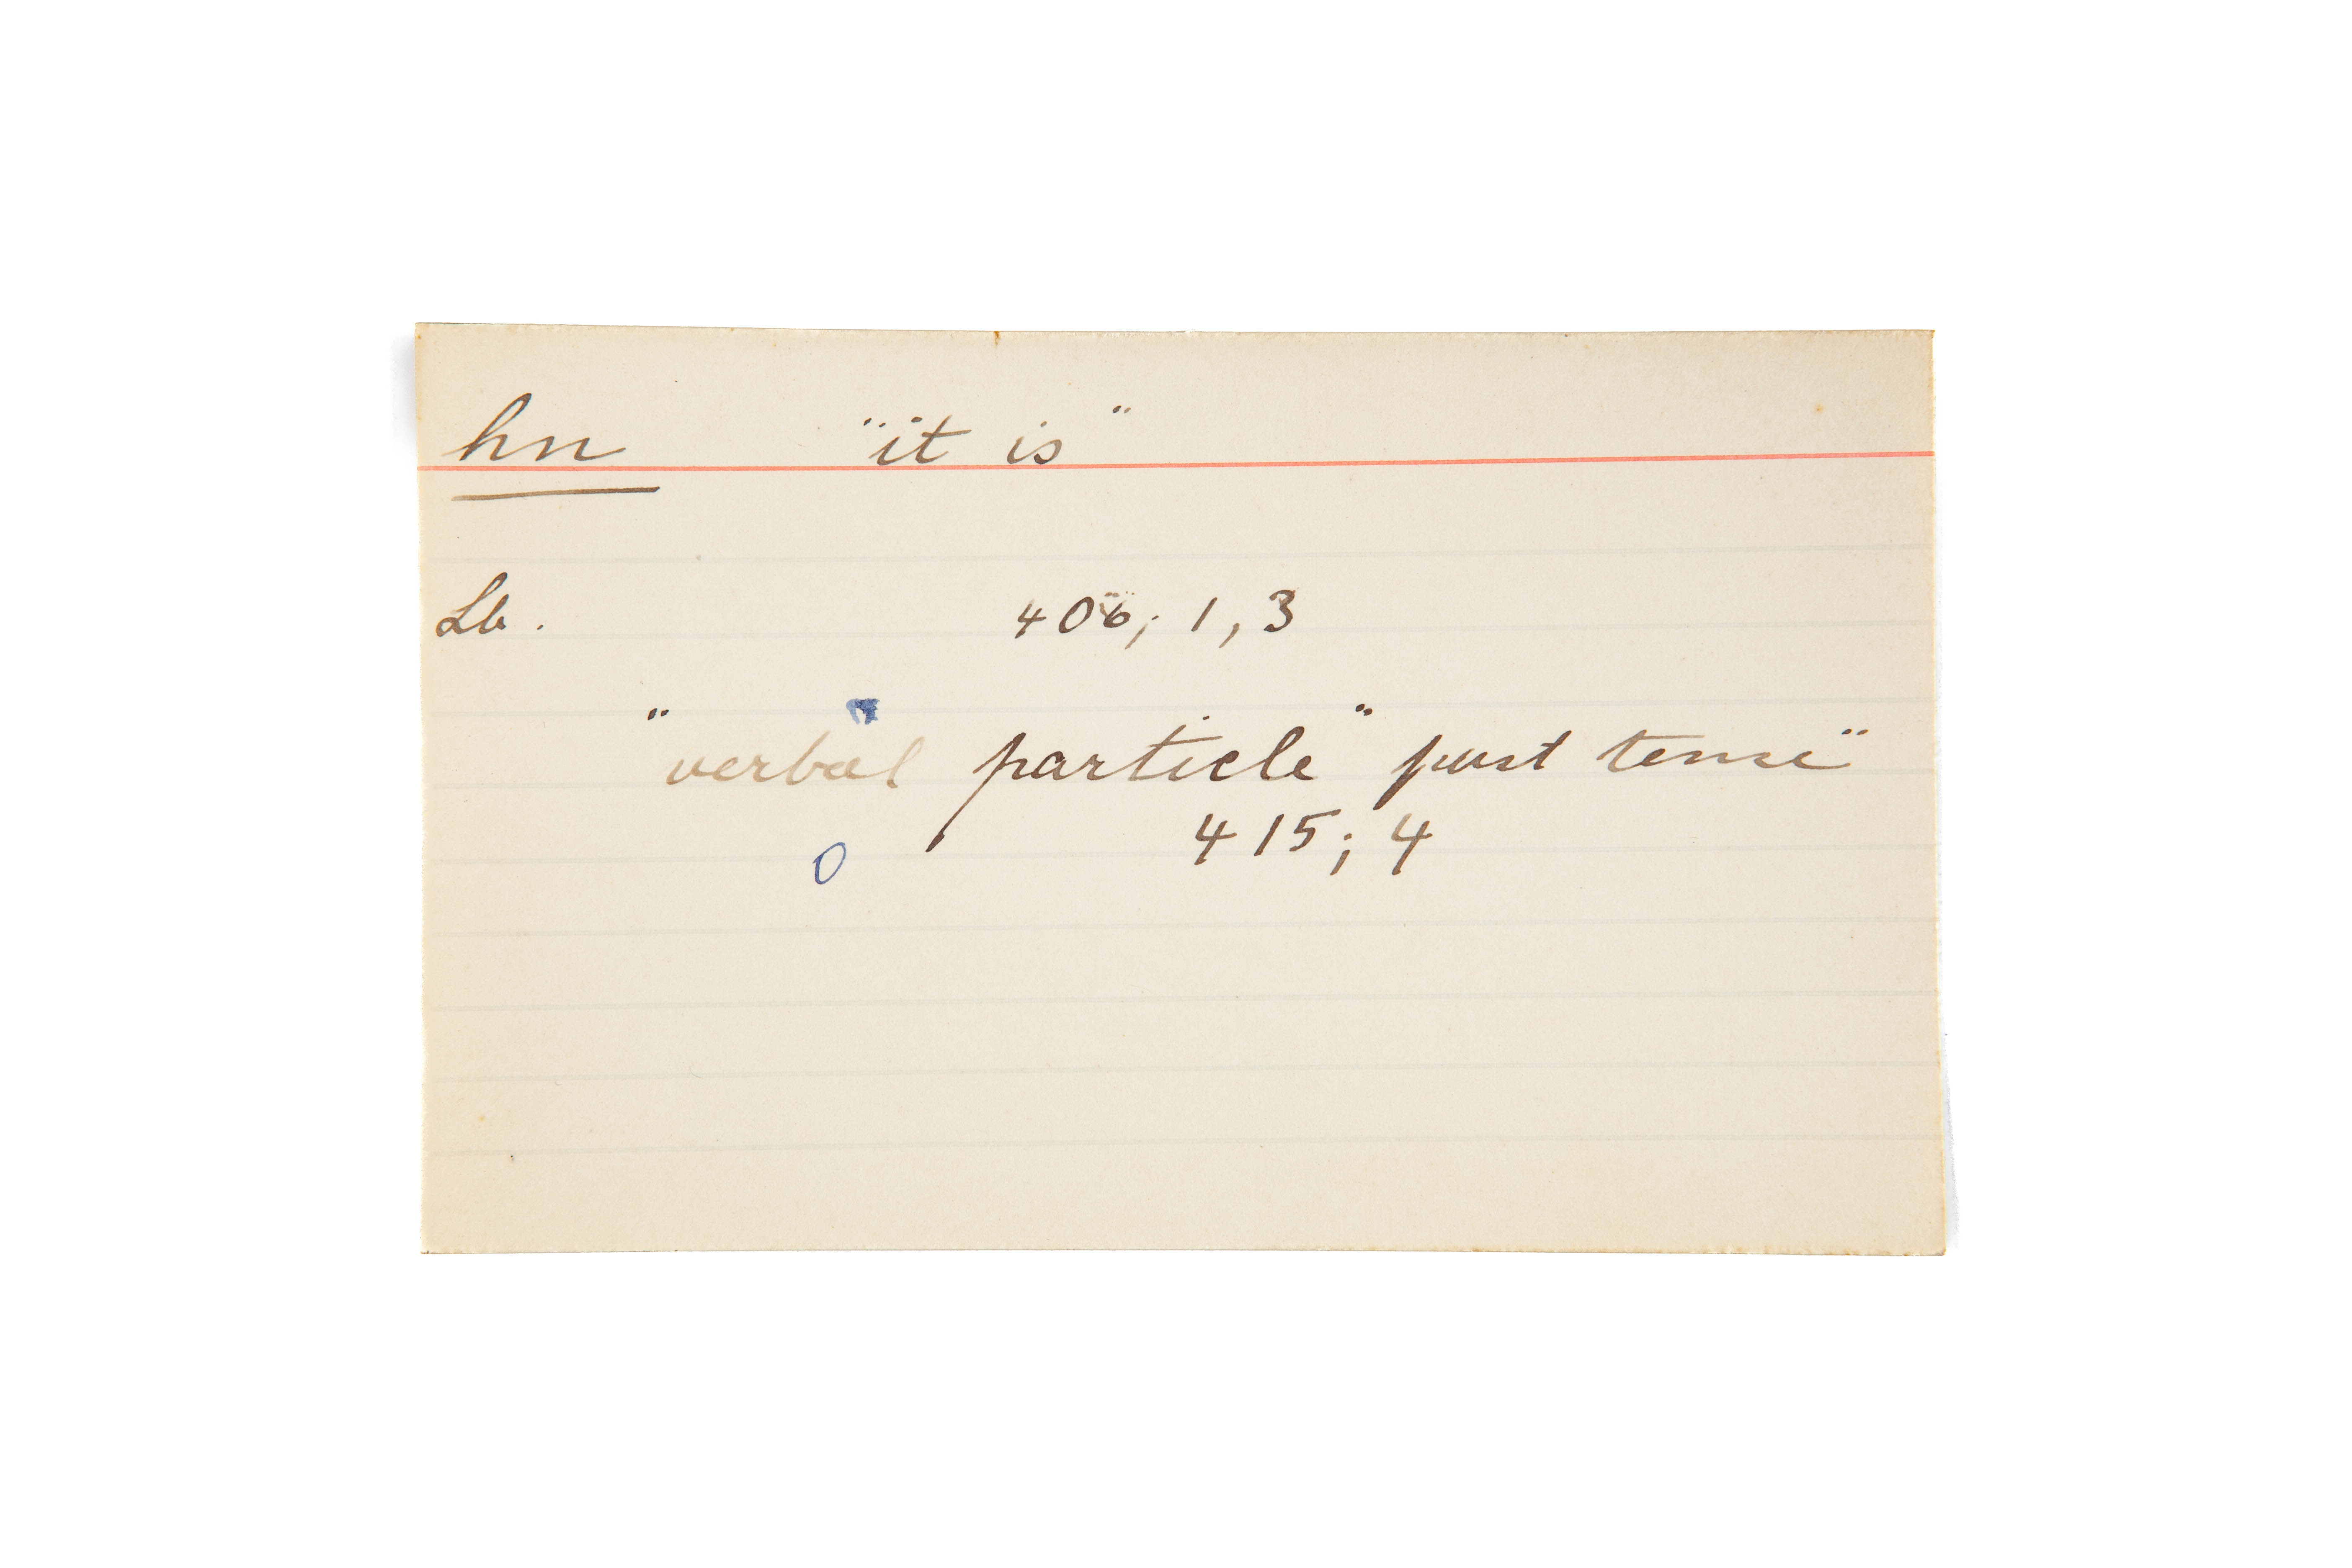 hn "it is"
Lb. 406; 1, 3
"verbal particle" past tense"
415; 4
0